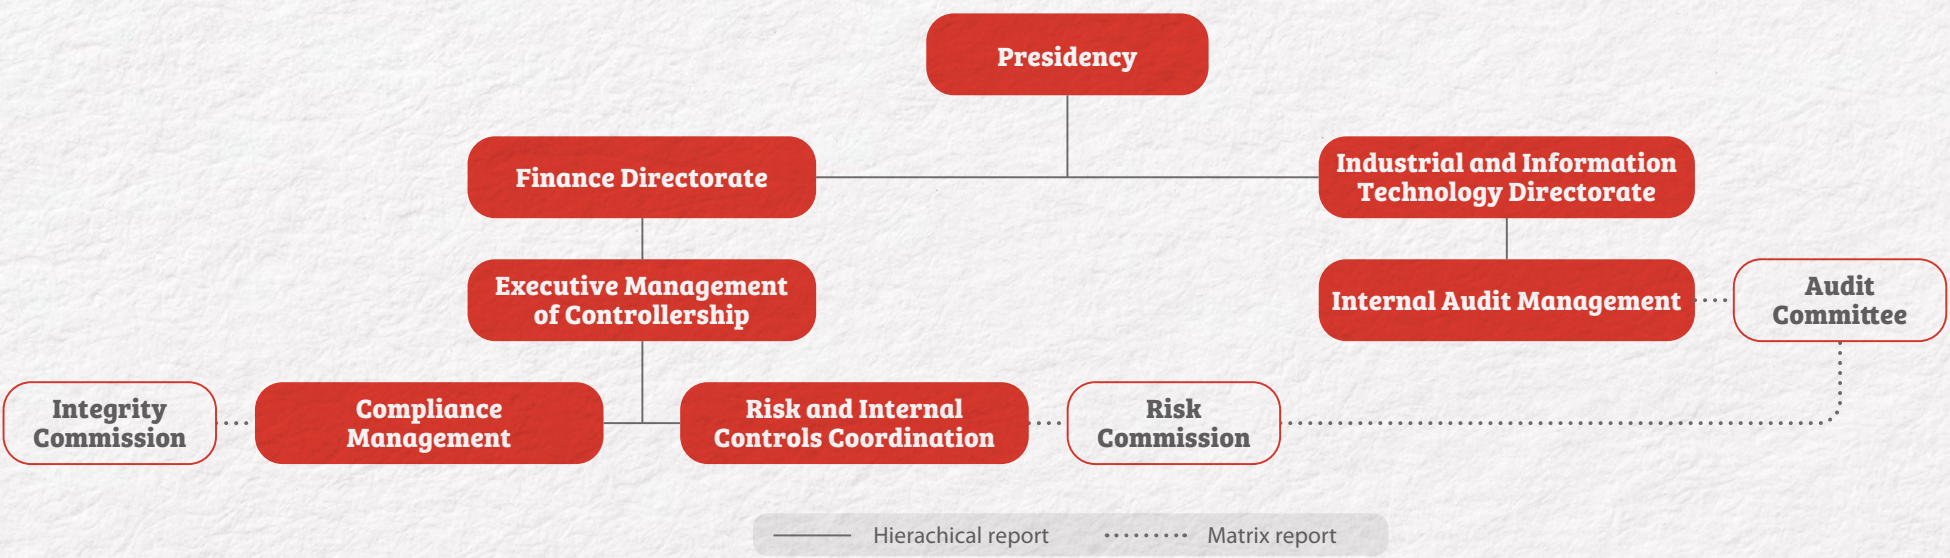 Presidency
Finance Directorate
Industrial and Information
Technology Directorate
Executive Management
of Controllership
Internal Audit Management
Audit
Committee
Integrity
Commission
Compliance
Management
Risk and Internal
Controls Coordination
Risk
Commission
Hierachical report
Matrix report